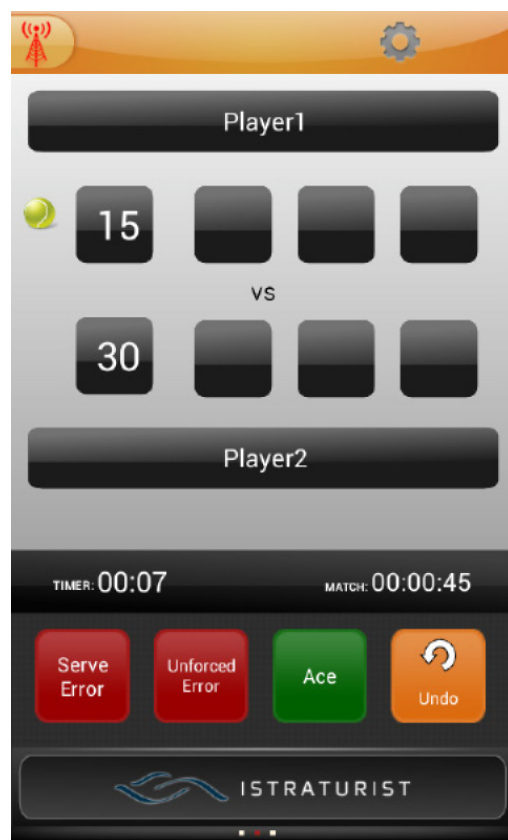 Player1
15
vs
30
Player2
TIMER: 00:07 MATCH: 00:00:45
Serve
Error
Unforced
Error
Ace
Undo
ISTRATURIST